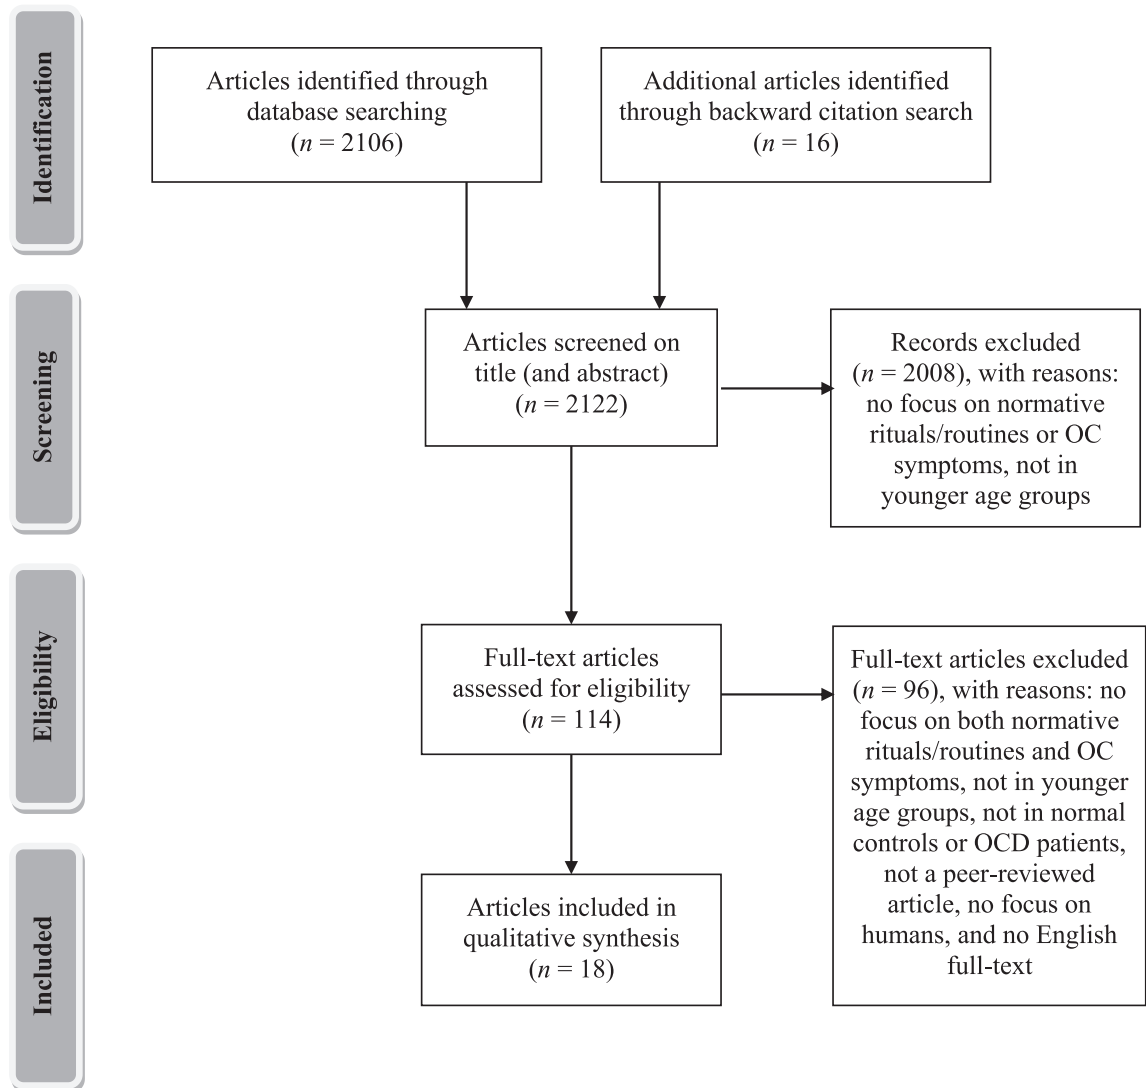 Identification
Articles identified through
database searching
(n = 2106)
Additional articles identified
through backward citation search
(n = 16)
Screening
Articles screened on
title (and abstract)
(n = 2122)
Records excluded
(n = 2008), with reasons:
no focus on normative
rituals/routines or OC
symptoms, not in
younger age groups
Eligibility
Full-text articles
assessed for eligibility
(n = 114)
Full-text articles excluded
(n = 96), with reasons: no
focus on both normative
rituals/routines and OC
symptoms, not in younger
age groups, not in normal
controls or OCD patients,
not a peer-reviewed
article, no focus on
humans, and no English
full-text
Included
Articles included in
qualitative synthesis
(n = 18)